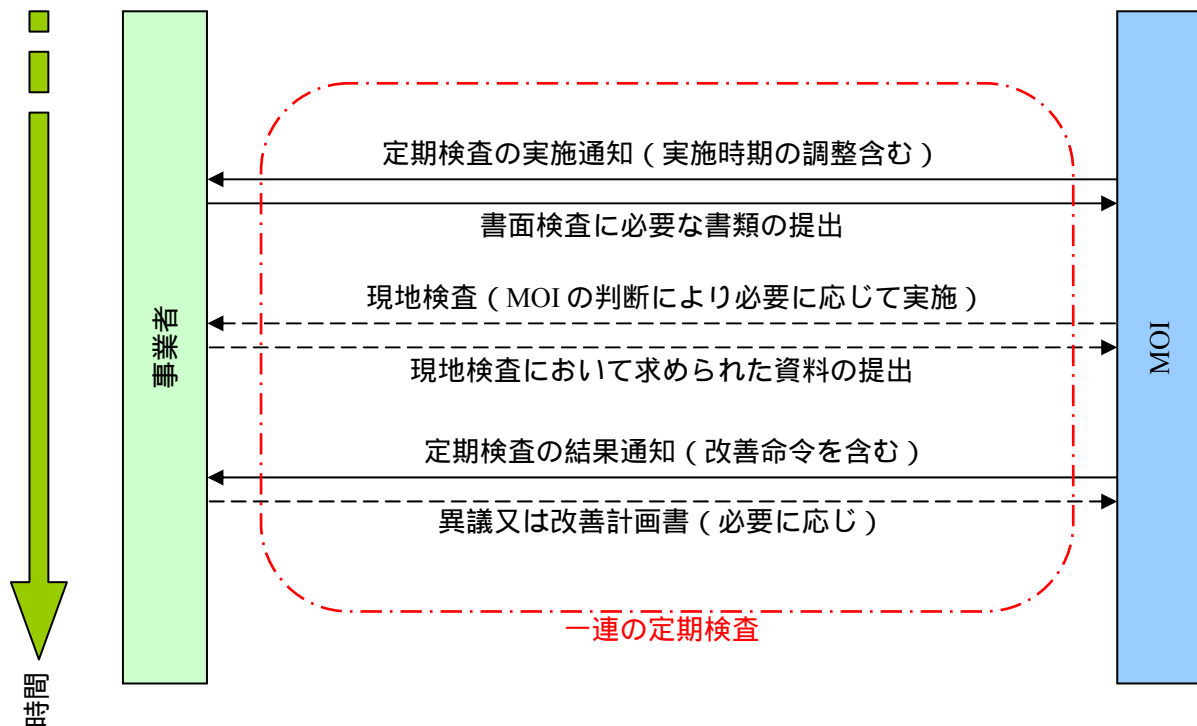 定期検査の実施通知（実施時期の調整含む）
書面検査に必要な書類の提出
現地検査（MOIの判断により必要に応じて実施）
現地検査において求められた資料の提出
定期検査の結果通知（改善命令を含む）
異議又は改善計画書（必要に応じ）
一連の定期検査
事業者
MOI
時間